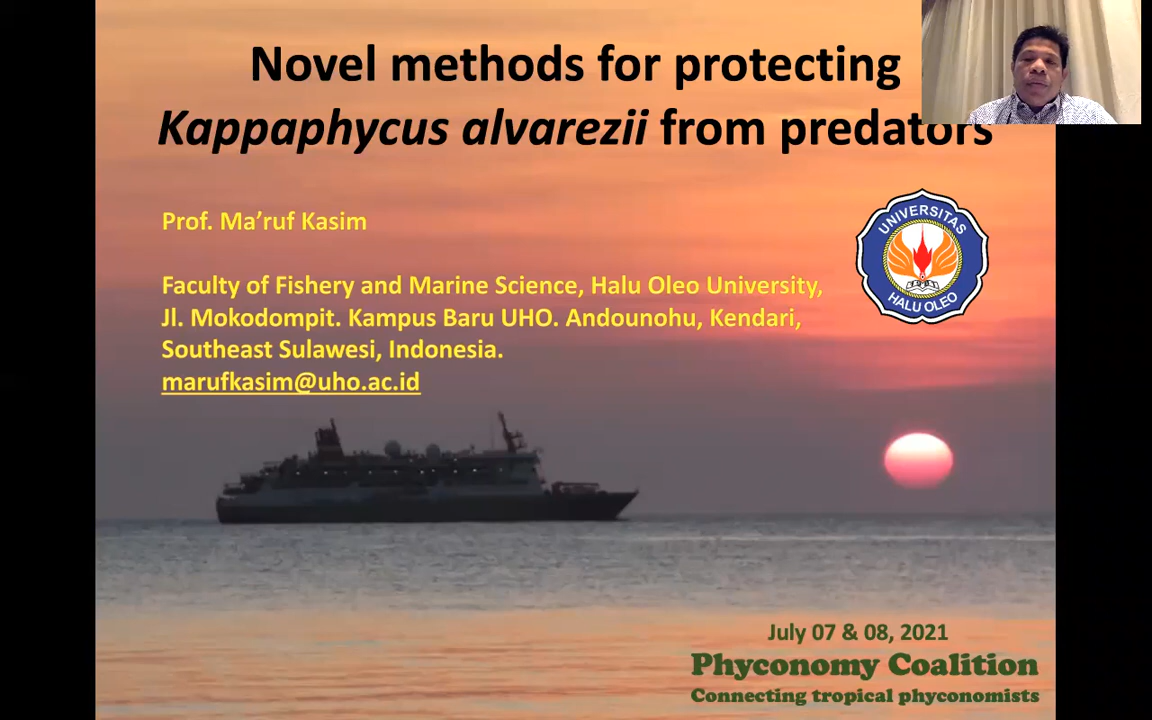 Novel methods for protecting
Kappaphycus alvarezii from predators
Prof. Ma’ruf Kasim
Faculty of Fishery and Marine Science, Halu Oleo University,
Jl. Mokodompit. Kampus Baru UHO. Andounohu, Kendari,
Southeast Sulawesi, Indonesia.
marufkasim@uho.ac.id
UNIVERSITAS
HALU OLEO
July 07 & 08, 2021
Phyconomy Coalition
Connecting tropical phyconomists